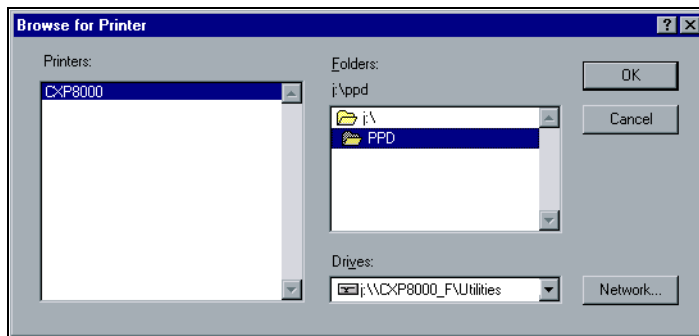 Browse for Printer
Printers:
CXP8000
Folders:
j:\ppd
j:\
PPD
Drives:
j:\\CXP8000_F\Utilities
OK
Cancel
Network...